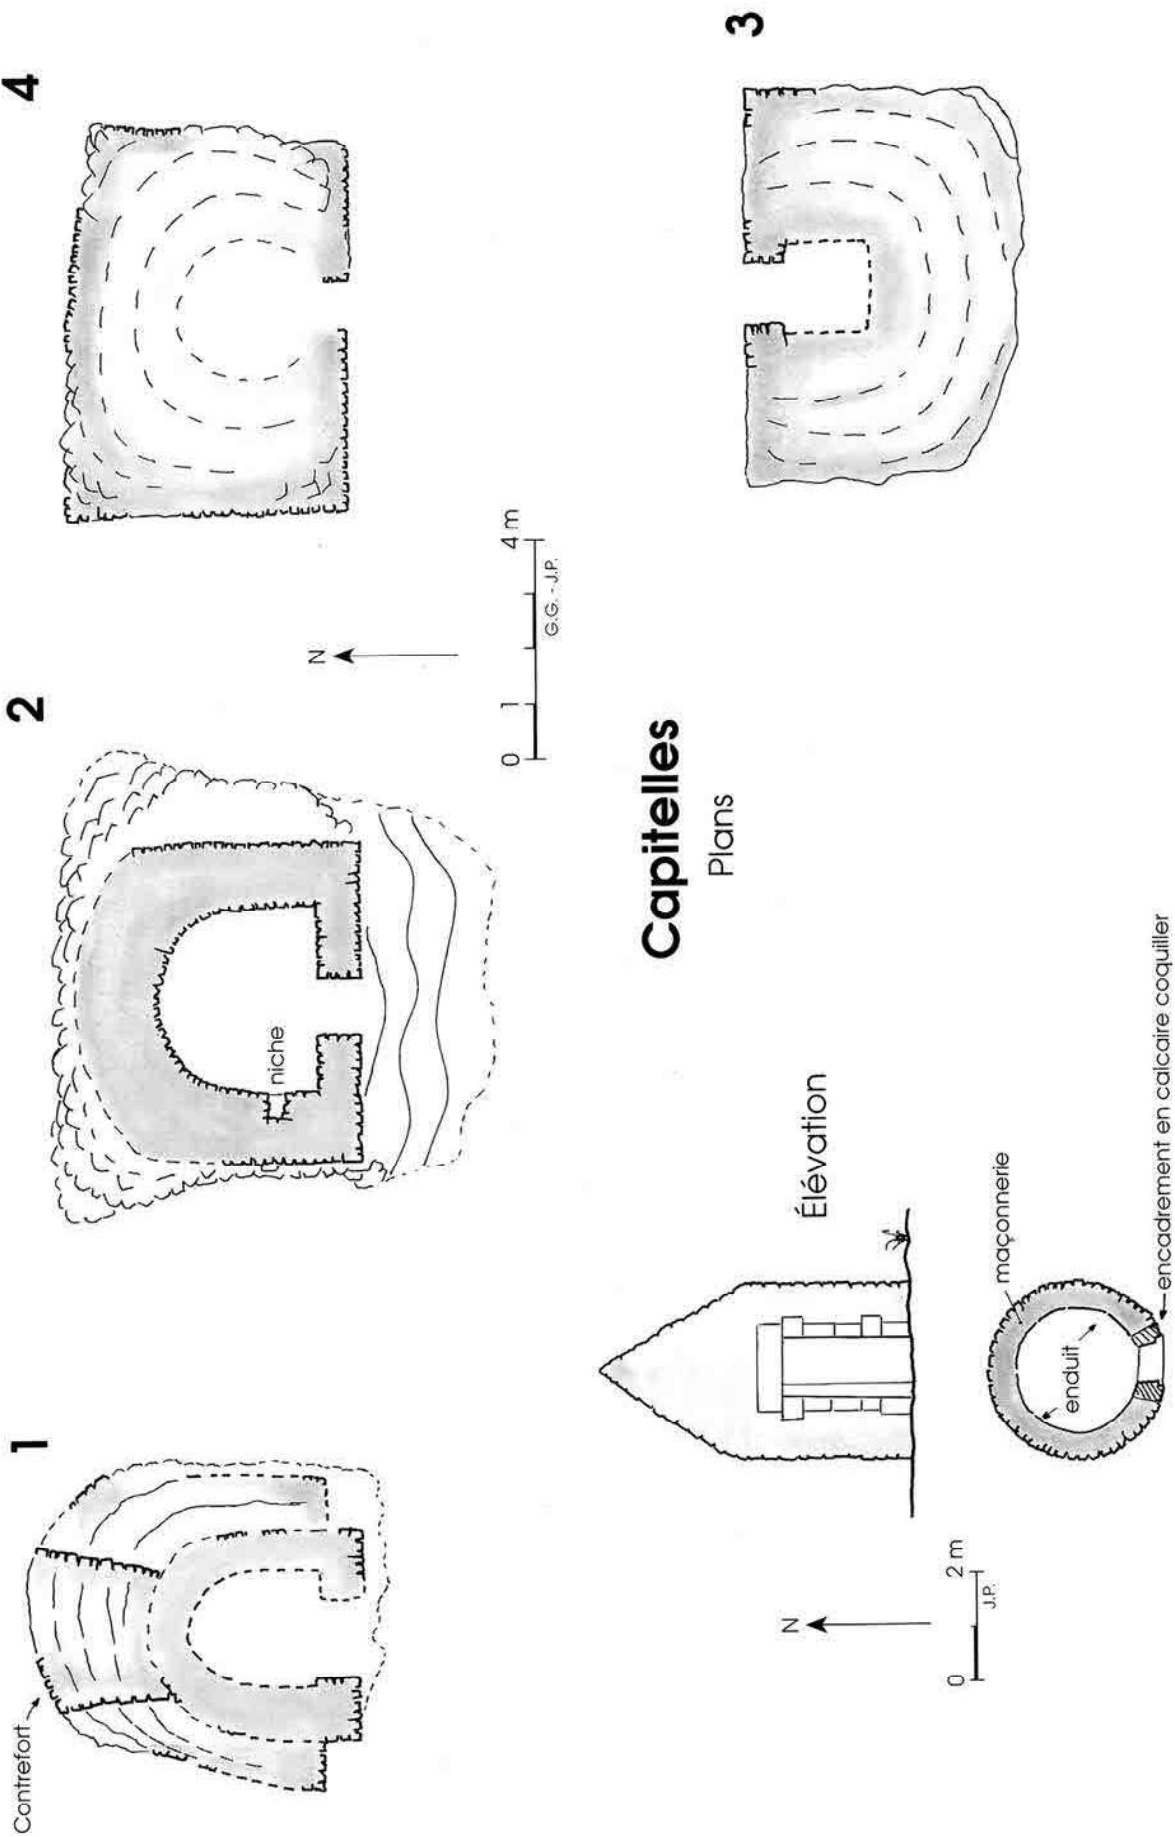 1
Contrefort
2
niche
4
N
0 1 4 m
G.G. -J.P.
Capitelles
Plans
3
Élévation
N
0 2 m
J.P.
maçonnerie
enduit
encadrement en calcaire coquiller